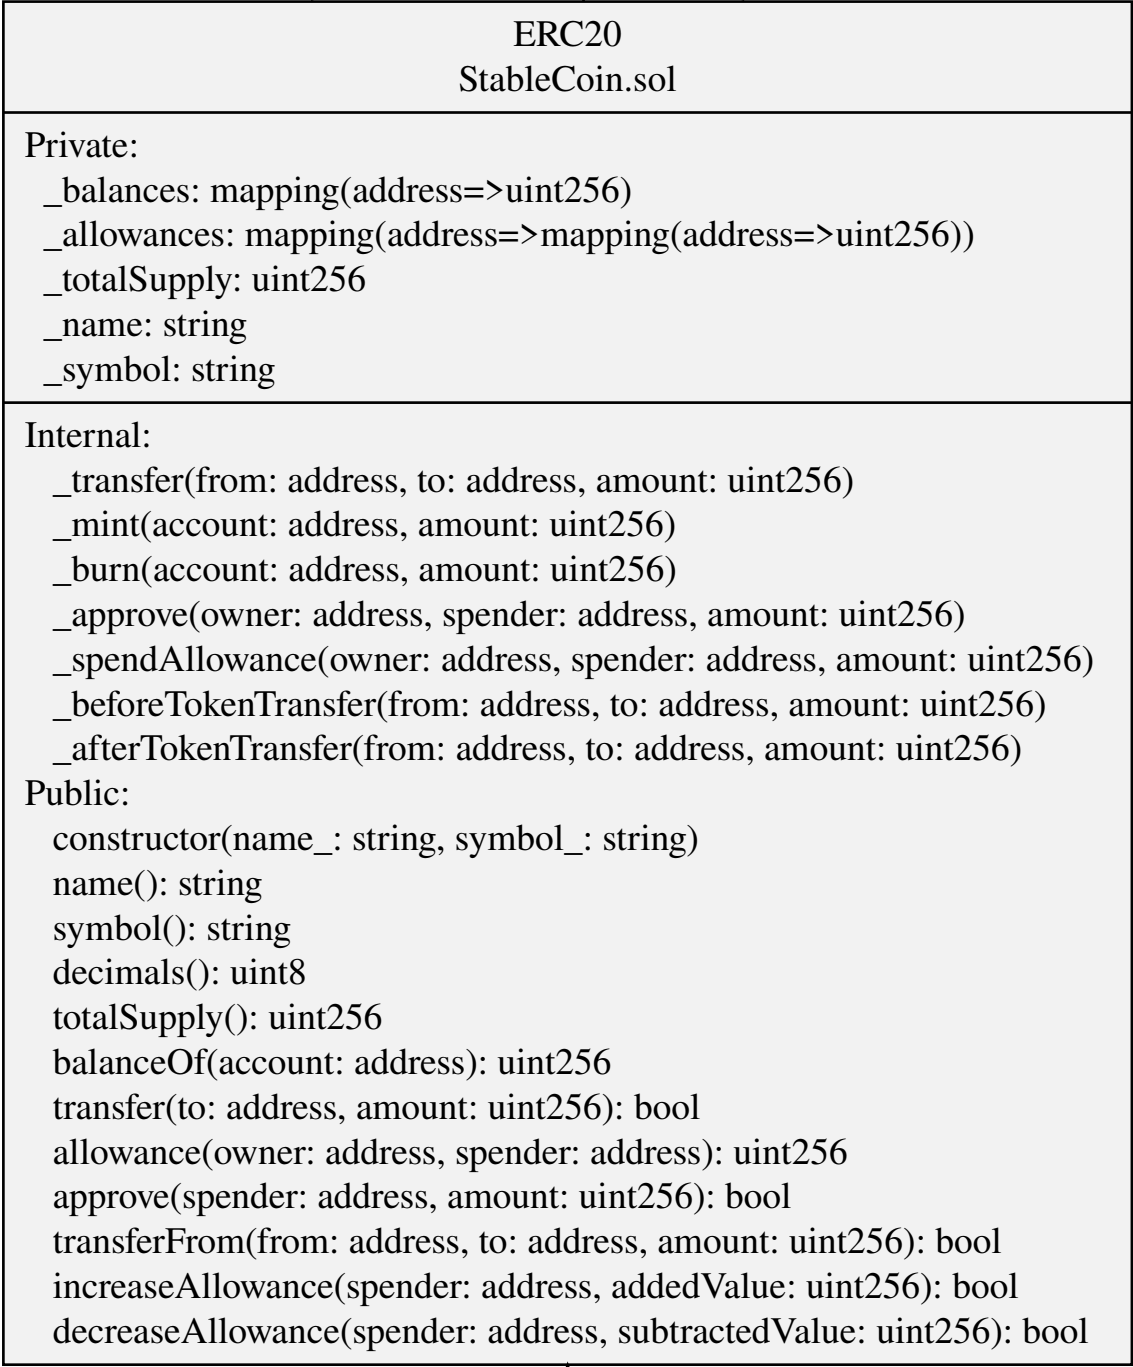 ERC20
StableCoin.sol
Private:
_balances: mapping(address=>uint256)
_allowances: mapping(address=>mapping(address=>uint256))
_totalSupply: uint256
_name: string
_symbol: string
Internal:
_transfer(from: address, to: address, amount: uint256)
_mint(account: address, amount: uint256)
_burn(account: address, amount: uint256)
_approve(owner: address, spender: address, amount: uint256)
_spendAllowance(owner: address, spender: address, amount: uint256)
_beforeTokenTransfer(from: address, to: address, amount: uint256)
_afterTokenTransfer(from: address, to: address, amount: uint256)
Public:
constructor(name_: string, symbol_: string)
name(): string
symbol(): string
decimals(): uint8
totalSupply(): uint256
balanceOf(account: address): uint256
transfer(to: address, amount: uint256): bool
allowance(owner: address, spender: address): uint256
approve(spender: address, amount: uint256): bool
transferFrom(from: address, to: address, amount: uint256): bool
increaseAllowance(spender: address, addedValue: uint256): bool
decreaseAllowance(spender: address, subtractedValue: uint256): bool